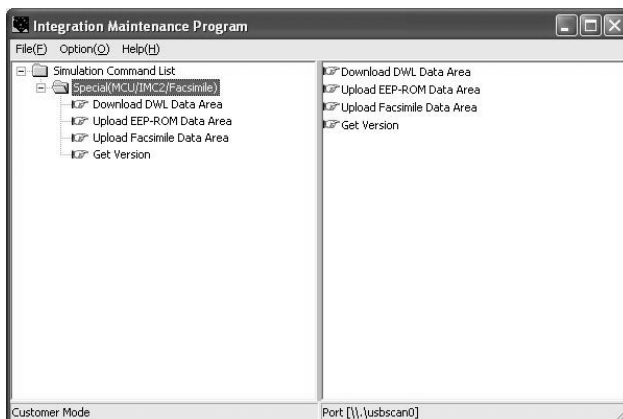 Integration Maintenance Program
File(F) Option(O) Help(H)
Simulation Command List
Special(MCU/IMC2/Facsimile)
Download DWL Data Area
Upload EEP-ROM Data Area
Upload Facsimile Data Area
Get Version
Download DWL Data Area
Upload EEP-ROM Data Area
Upload Facsimile Data Area
Get Version
Customer Mode
Port [\\.\usbscan0]